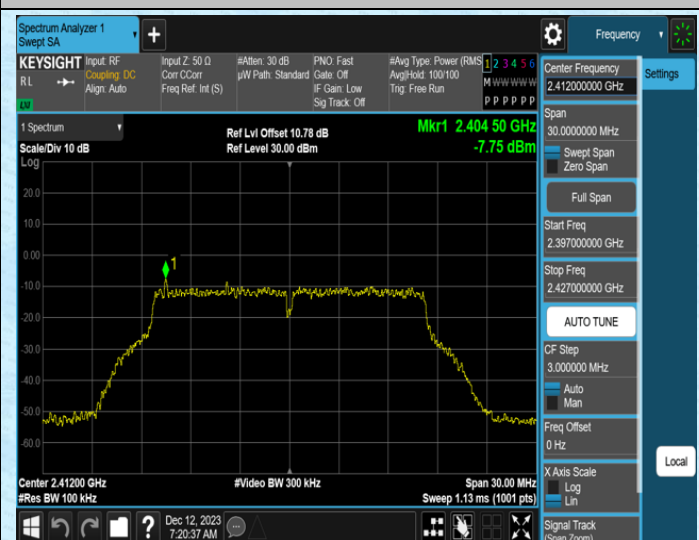 Spectrum Analyzer 1
Swept SA
Frequency
KEYSIGHT
RL
Input: RF
Coupling: DC
Align: Auto
Input Z: 50 Ω
Corr CCorr
Freq Ref: Int (S)
#Atten: 30 dB
µW Path: Standard
PNO: Fast
Gate: Off
IF Gain: Low
Sig Track: Off
#Avg Type: Power (RMS
Avg|Hold: 100/100
Trig: Free Run
1 2 3 4 5 6
M W W W W W
P P P P P P
1 Spectrum
Scale/Div 10 dB
Ref Lvl Offset 10.78 dB
Ref Level 30.00 dBm
Mkr1 2.404 50 GHz
-7.75 dBm
Log
20.0
10.0
0.00
-10.0
-20.0
-30.0
-40.0
-50.0
-60.0
1
Center 2.41200 GHz
#Res BW 100 kHz
#Video BW 300 kHz
Span 30.00 MHz
Sweep 1.13 ms (1001 pts)
Dec 12, 2023
7:20:37 AM
Center Frequency
2.412000000 GHz
Settings
Span
30.0000000 MHz
Swept Span
Zero Span
Full Span
Start Freq
2.397000000 GHz
Stop Freq
2.427000000 GHz
AUTO TUNE
CF Step
3.000000 MHz
Auto
Man
Freq Offset
0 Hz
X Axis Scale
Log
Lin
Local
Signal Track
(Span Zoom)